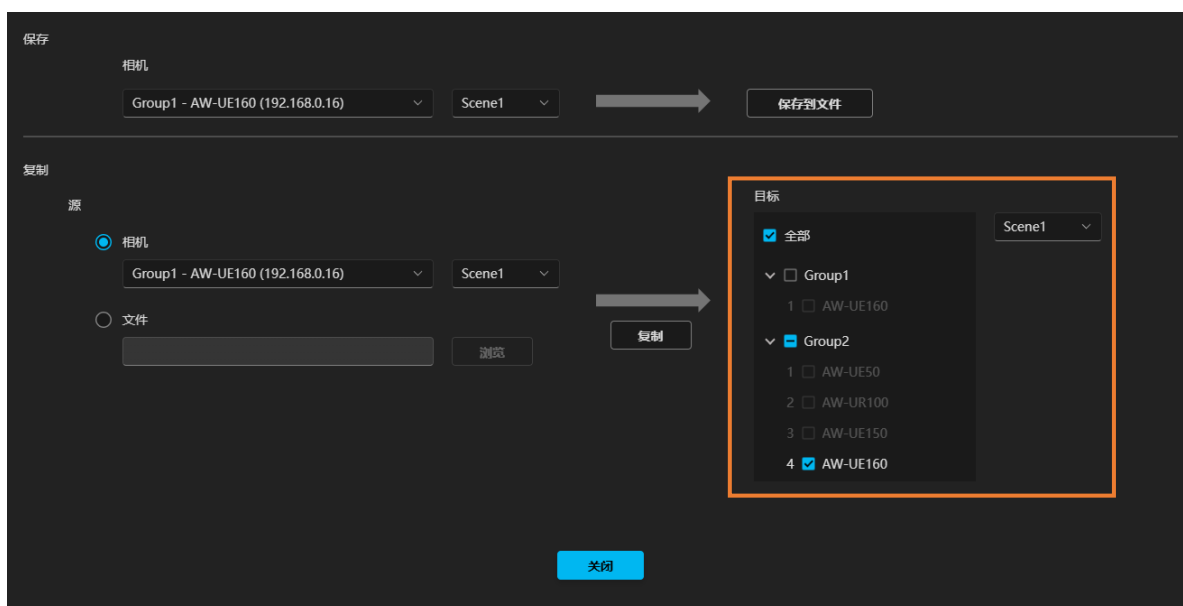 保存
相机
Group1 - AW-UE160 (192.168.0.16) Scene1 保存到文件
复制
源
目标
全部 Scene1
相机
Group1 - AW-UE160 (192.168.0.16) Scene1
Group1
1 AW-UE160
文件
复制
浏览
Group2
1 AW-UE50
2 AW-UR100
3 AW-UE150
4 AW-UE160
关闭